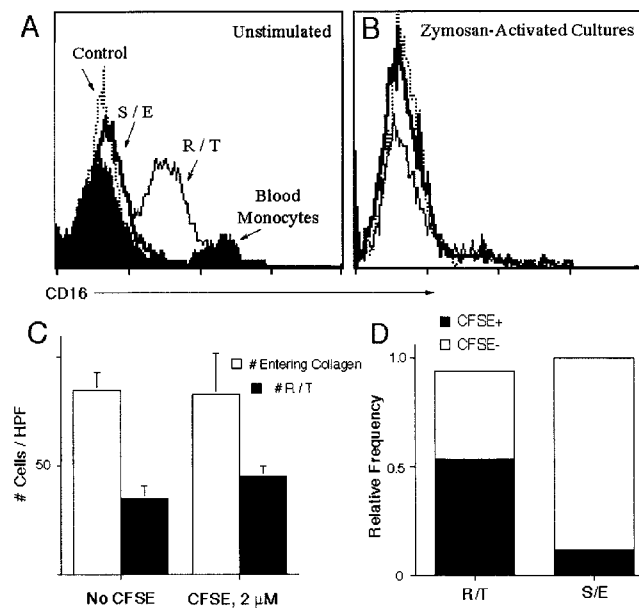 A
Unstimulated
Control
S / E
R / T
Blood
Monocytes
B
Zymosan-Activated Cultures
CD16
C
# Entering Collagen
# R / T
# Cells / HPF
50
No CFSE
CFSE, 2 µM
D
CFSE+
CFSE-
Relative Frequency
1.0
0.5
0
R/T
S/E